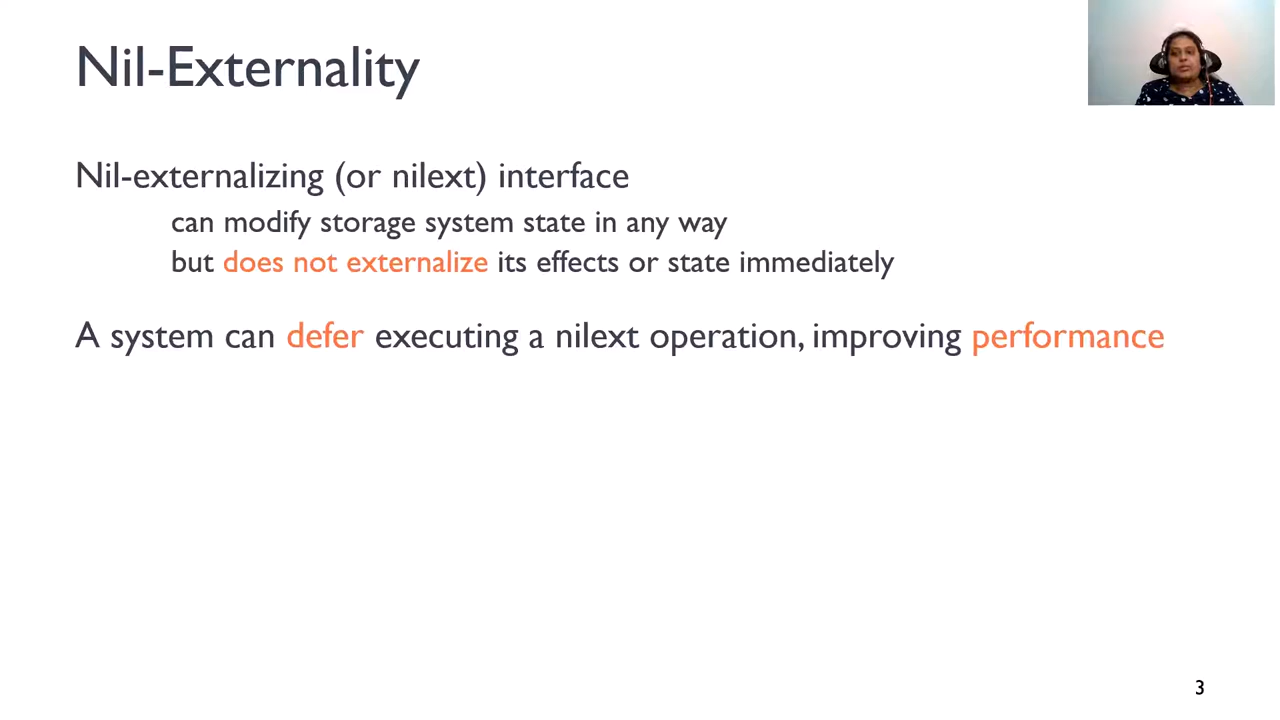 Nil-Externality
Nil-externalizing (or nilext) interface
can modify storage system state in any way
but does not externalize its effects or state immediately
A system can defer executing a nilext operation, improving performance
3